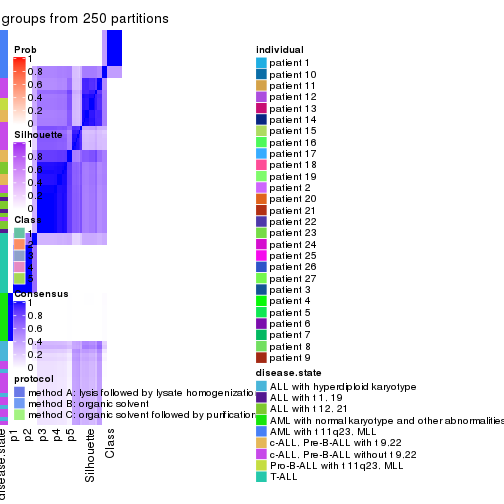 groups from 250 partitions
Prob
1
0.8
0.6
0.4
0.2
0
Silhouette
1
0.8
0.6
0.4
0.2
0
Class
1
2
3
4
5
Consensus
1
0.8
0.6
0.4
0.2
0
protocol
method A: lysis followed by lysate homogenizatio
method B: organic solvent
method C: organic solvent followed by purification
disease.state
p1
p2
p3
p4
p5
Silhouette
Class
individual
patient 1
patient 10
patient 11
patient 12
patient 13
patient 14
patient 15
patient 16
patient 17
patient 18
patient 19
patient 2
patient 20
patient 21
patient 22
patient 23
patient 24
patient 25
patient 26
patient 27
patient 3
patient 4
patient 5
patient 6
patient 7
patient 8
patient 9
disease.state
ALL with hyperdiploid karyotype
ALL with t 1. 19
ALL with t 12. 21
AML with normal karyotype and other abnormalities
AML with t 11q23. MLL
c-ALL. Pre-B-ALL with t 9.22
c-ALL. Pre-B-ALL without t 9.22
Pro-B-ALL with t 11q23. MLL
T-ALL